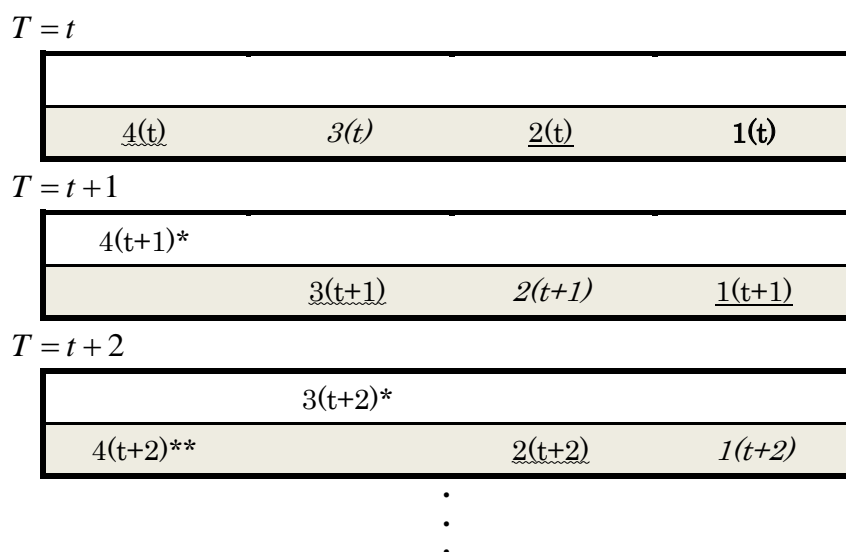 T = t
4(t) 3(t) 2(t) 1(t)
T = t + 1
4(t+1)*
3(t+1) 2(t+1) 1(t+1)
T = t + 2
3(t+2)*
4(t+2)** 2(t+2) 1(t+2)